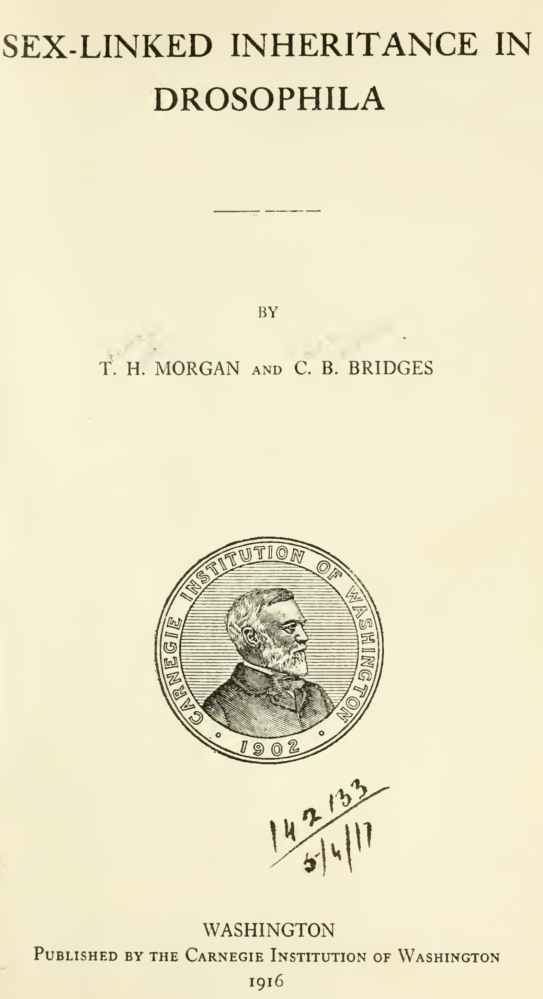 SEX-LINKED INHERITANCE IN
DROSOPHILA
BY
T. H. MORGAN AND C. B. BRIDGES
CARNEGIE INSTITUTION OF WASHINGTON
1902
142133
5/4/17
WASHINGTON
PUBLISHED BY THE CARNEGIE INSTITUTION OF WASHINGTON
1916